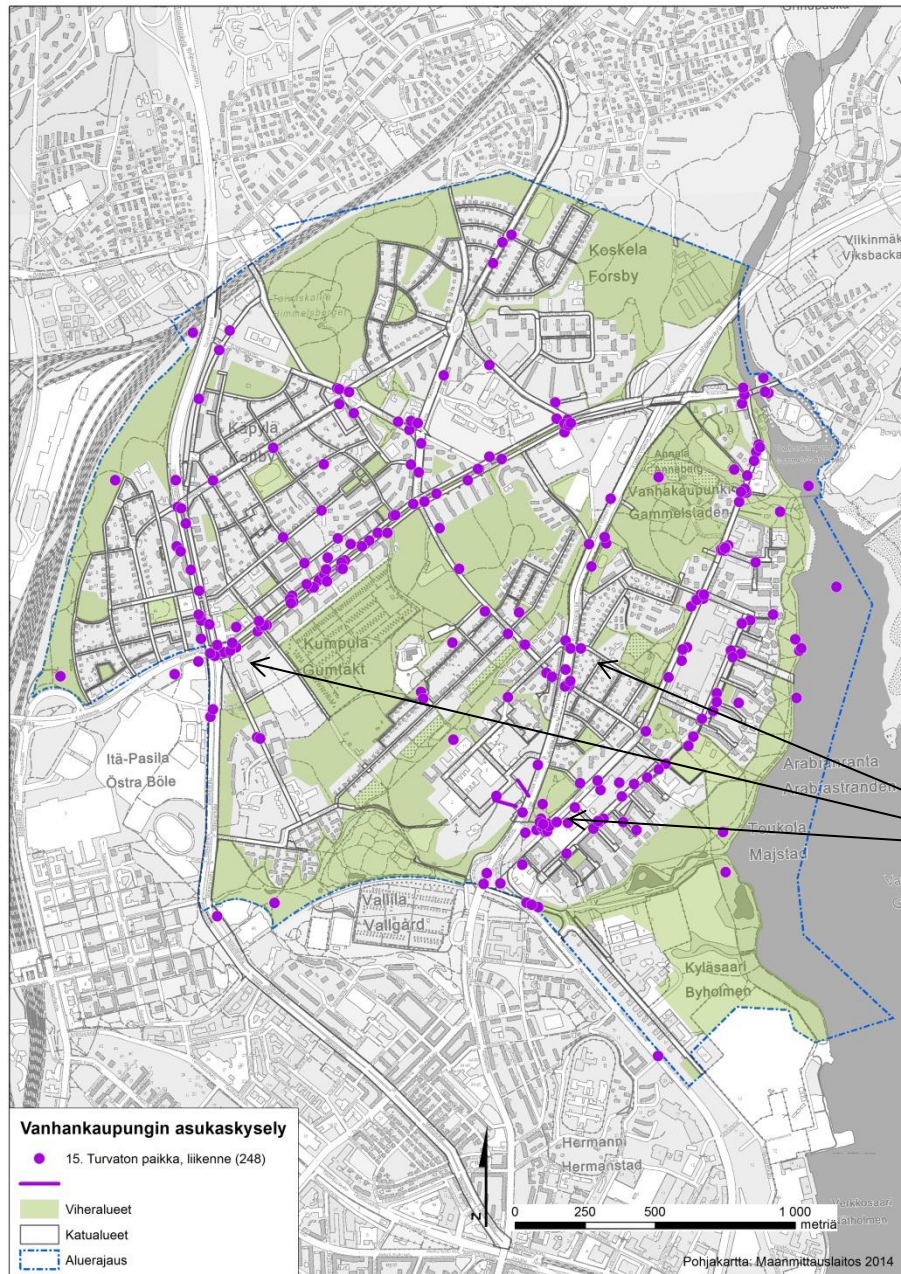 Koskela
Forsby
Viikinmäki
Viksbacka
Käpylä
Kottby
Annala
Anneberg
Vanhakaupunki
Gammelstaden
Kumpula
Gumtäkt
Itä-Pasila
Östra Böle
Arabianranta
Arabiastranden
Toukola
Majstad
Vallila
Vallgård
Kyläsaari
Byholmen
Hermanni
Hermanstad
Vanhankaupungin asukaskysely
15. Turvaton paikka, liikenne (248)
Viheralueet
Katualueet
Aluerajaus
N
0 250 500 1 000
metriä
Pohjakartta: Maanmittauslaitos 2014